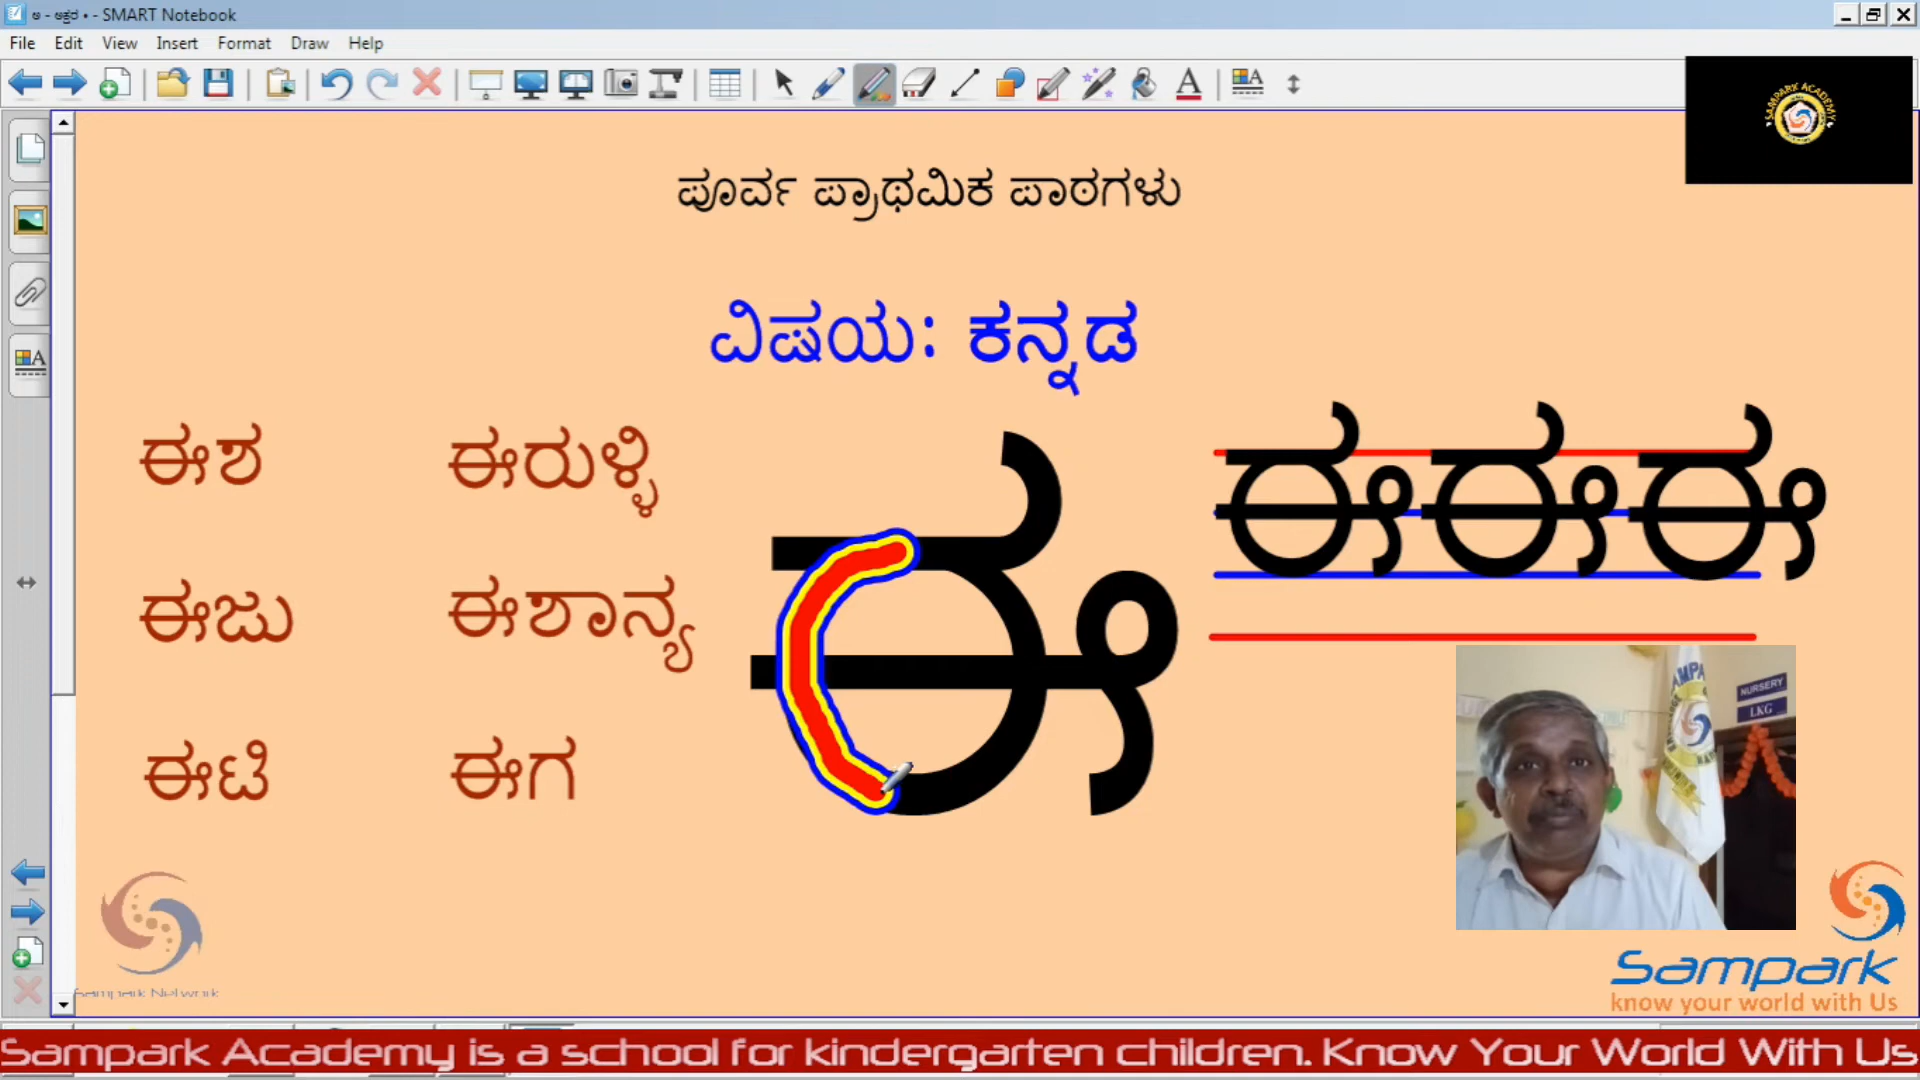 ಅ - ಅಕ್ಷರ • - SMART Notebook
File Edit View Insert Format Draw Help
SAMPARK ACADEMY
ಪೂರ್ವ ಪ್ರಾಥಮಿಕ ಪಾಠಗಳು
ವಿಷಯ: ಕನ್ನಡ
ಈಶ ಈರುಳ್ಳಿ
ಈ
ಈಈಈ
ಈಜು ಈಶಾನ್ಯ
ಈಟಿ ಈಗ
NURSERY
LKG
Sampark Network
Sampark
know your world with Us
Sampark Academy is a school for kindergarten children. Know Your World With Us